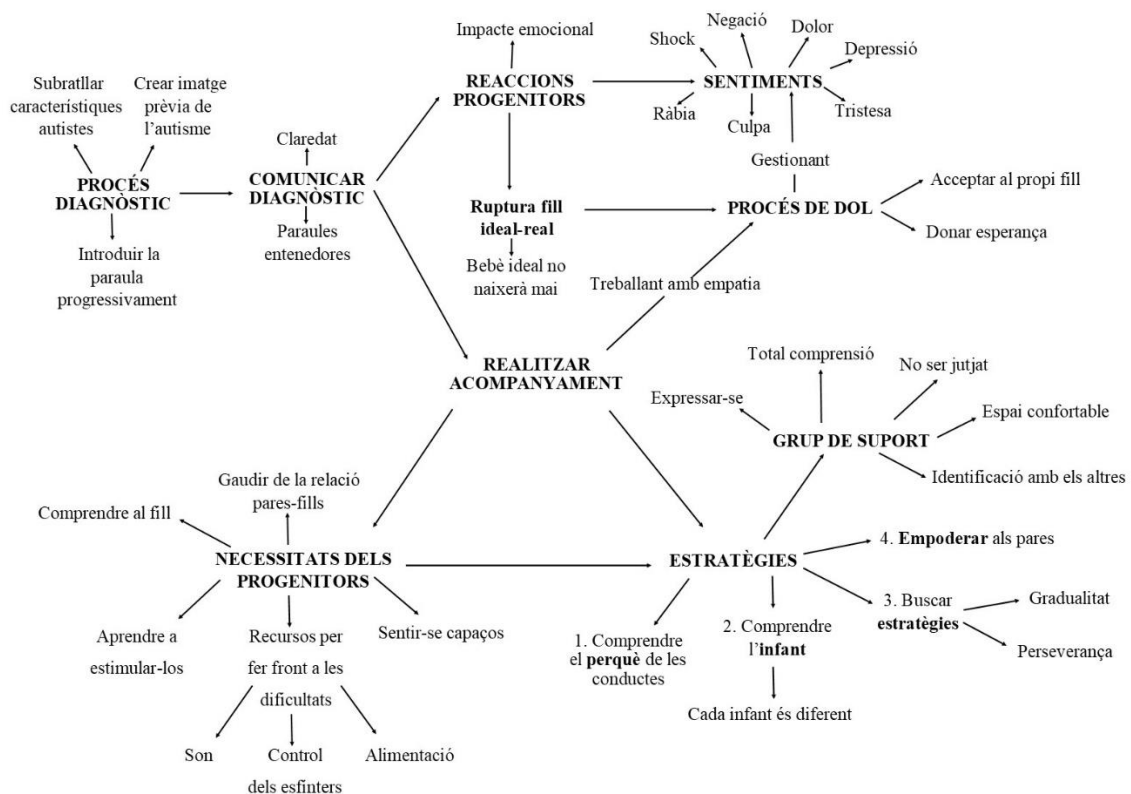 Impacte emocional
Shock
Negació
Dolor
Depressió
REACCIONS
PROGENITORS
SENTIMENTS
Ràbia
Culpa
Tristesa
Subratllar
característiques
autistes
Crear imatge
prèvia de
l'autisme
Claredat
PROCÉS
DIAGNÒSTIC
COMUNICAR
DIAGNÒSTIC
Gestionant
Introduir la
paraula
progressivament
Paraules
entenedores
Ruptura fill
ideal-real
PROCÉS DE DOL
Acceptar al propi fill
Donar esperança
Bebè ideal no
naixerà mai
Treballant amb empatia
REALITZAR
ACOMPANYAMENT
Total comprensió
No ser jutjat
Expressar-se
Espai confortable
GRUP DE SUPORT
Identificació amb els altres
Gaudir de la relació
pares-fills
Comprendre al fill
NECESSITATS DELS
PROGENITORS
ESTRATÈGIES
4. Empoderar als pares
3. Buscar
estratègies
Gradualitat
Perseverança
Aprendre a
estimular-los
Recursos per
fer front a les
dificultats
Sentir-se capaços
1. Comprendre
el perquè de les
conductes
2. Comprendre
l'infant
Cada infant és diferent
Son
Control
dels esfínters
Alimentació